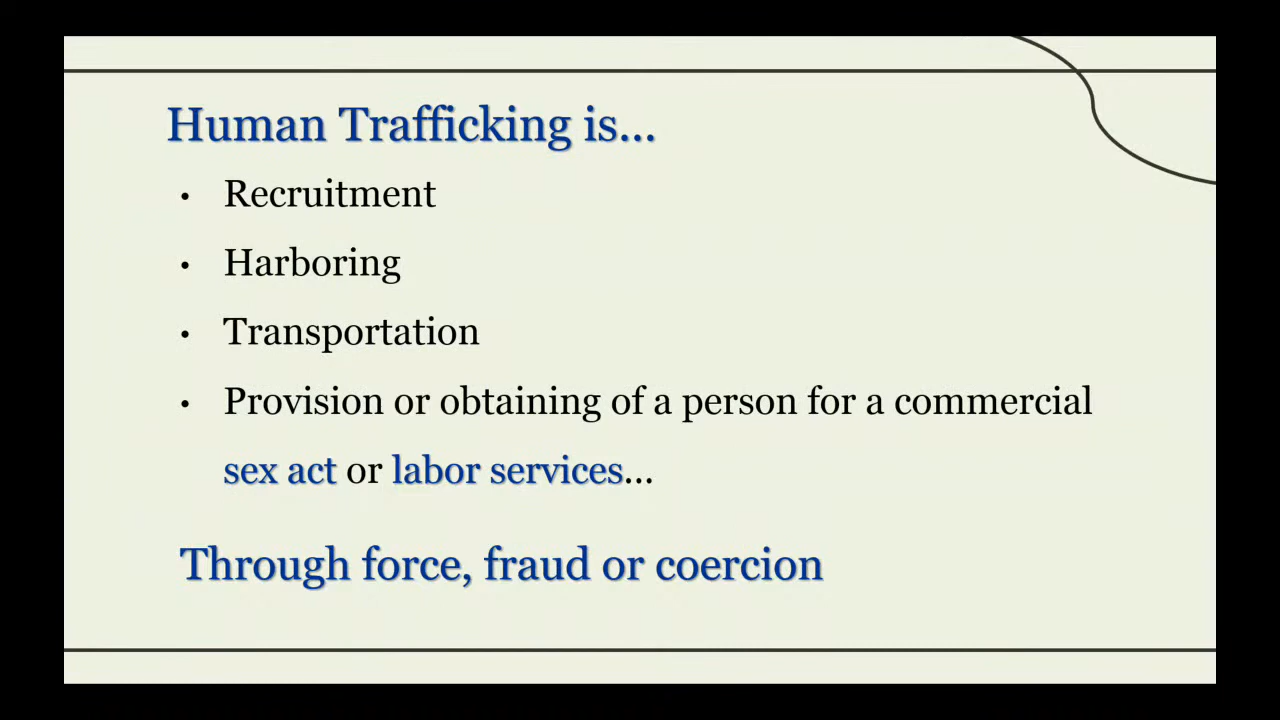 Human Trafficking is...
• Recruitment
• Harboring
• Transportation
• Provision or obtaining of a person for a commercial
sex act or labor services...
Through force, fraud or coercion